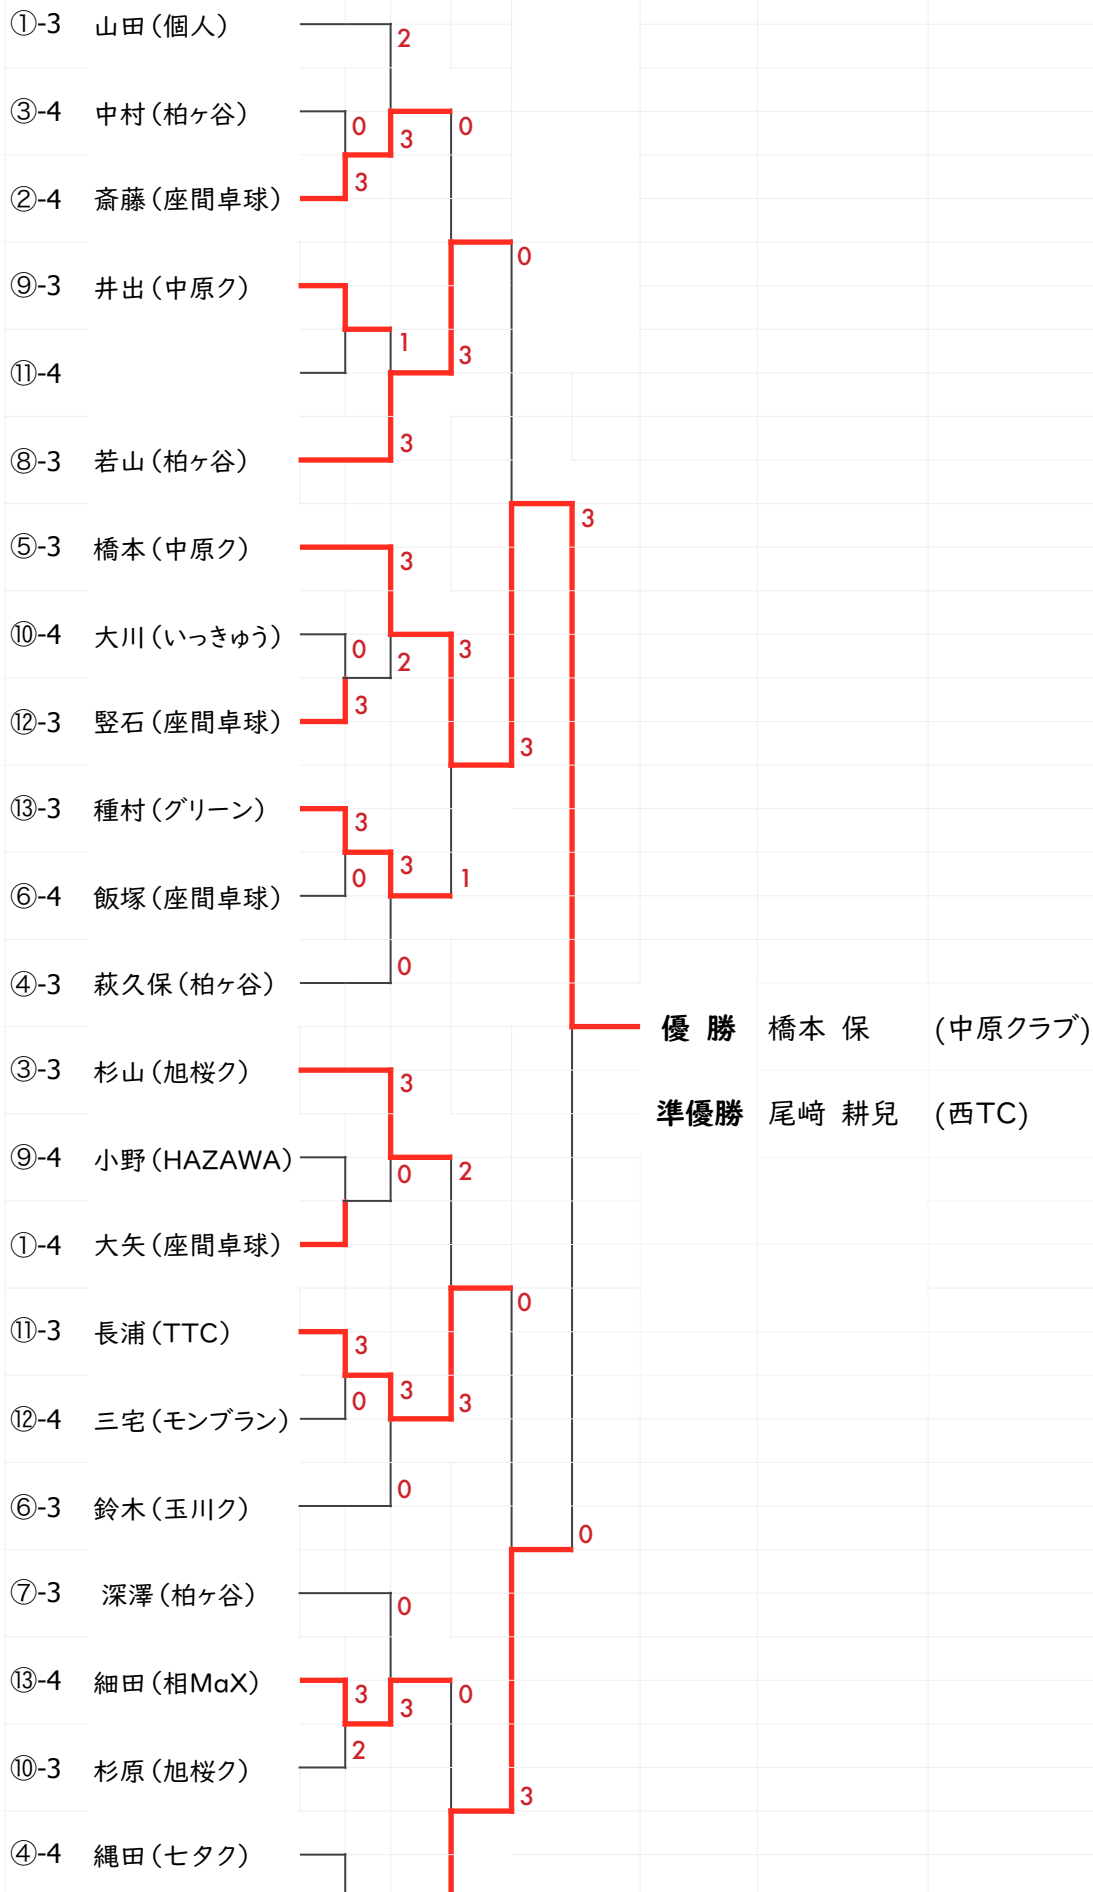 ①-3 山田(個人)
2
③-4 中村(柏ヶ谷)
0 3 0
3
②-4 斎藤(座間卓球)
0
⑨-3 井出(中原ク)
1 3
⑪-4
3
⑧-3 若山(柏ヶ谷)
3
⑤-3 橋本(中原ク)
3
⑩-4 大川(いっきゅう)
0 2 3
3
⑫-3 竪石(座間卓球)
3
⑬-3 種村(グリーン)
3
0 3 1
⑥-4 飯塚(座間卓球)
0
④-3 萩久保(柏ヶ谷)
優 勝 橋本 保 (中原クラブ)
③-3 杉山(旭桜ク)
3
準優勝 尾﨑 耕兒 (西TC)
⑨-4 小野(HAZAWA)
0 2
①-4 大矢(座間卓球)
0
⑪-3 長浦(TTC)
3
0 3 3
⑫-4 三宅(モンブラン)
0
⑥-3 鈴木(玉川ク)
0
⑦-3 深澤(柏ヶ谷)
0
⑬-4 細田(相MaX)
3 3 0
2
⑩-3 杉原(旭桜ク)
3
④-4 縄田(七夕ク)